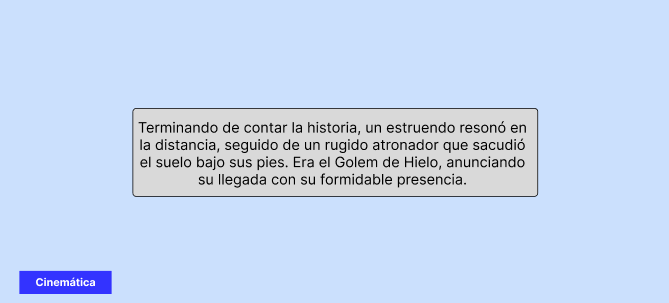 Terminando de contar la historia, un estruendo resonó en
la distancia, seguido de un rugido atronador que sacudió
el suelo bajo sus pies. Era el Golem de Hielo, anunciando
su llegada con su formidable presencia.
Cinemática